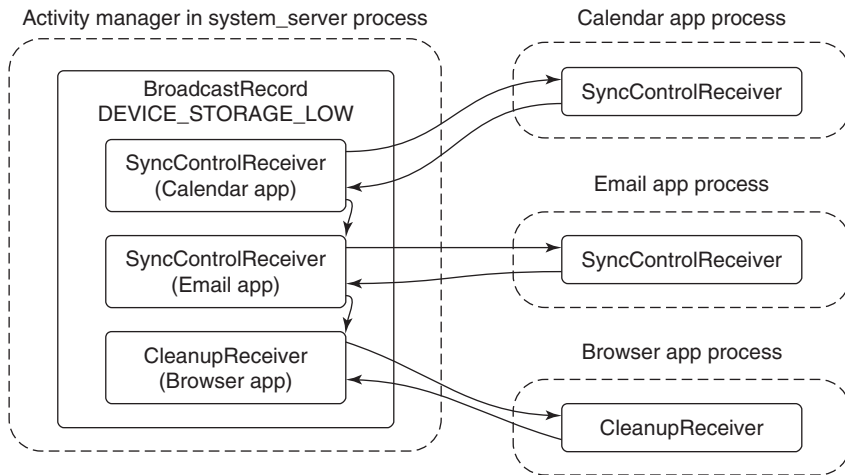 Activity manager in system_server process
BroadcastRecord
DEVICE_STORAGE_LOW
SyncControlReceiver
(Calendar app)
SyncControlReceiver
(Email app)
CleanupReceiver
(Browser app)
Calendar app process
SyncControlReceiver
Email app process
SyncControlReceiver
Browser app process
CleanupReceiver